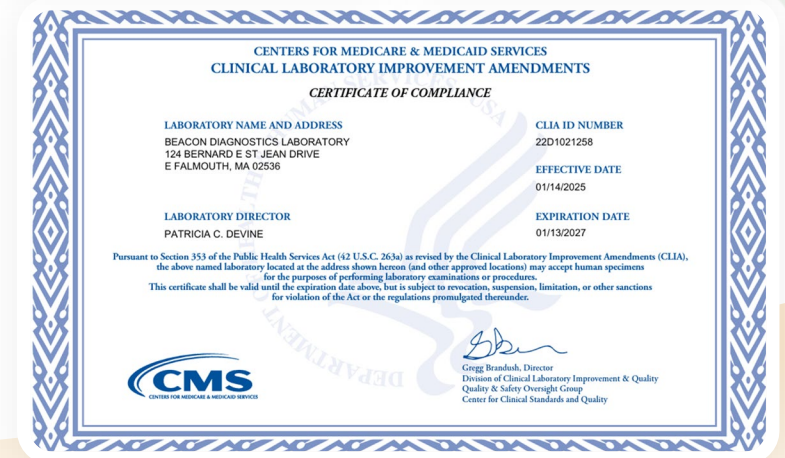 CENTERS FOR MEDICARE & MEDICAID SERVICES
CLINICAL LABORATORY IMPROVEMENT AMENDMENTS
CERTIFICATE OF COMPLIANCE
LABORATORY NAME AND ADDRESS
BEACON DIAGNOSTICS LABORATORY
124 BERNARD E ST JEAN DRIVE
E FALMOUTH, MA 02536
CLIA ID NUMBER
22D1021258
EFFECTIVE DATE
01/14/2025
LABORATORY DIRECTOR
PATRICIA C. DEVINE
EXPIRATION DATE
01/13/2027
Pursuant to Section 353 of the Public Health Services Act (42 U.S.C. 263a) as revised by the Clinical Laboratory Improvement Amendments (CLIA),
the above named laboratory located at the address shown hereon (and other approved locations) may accept human specimens
for the purposes of performing laboratory examinations or procedures.
This certificate shall be valid until the expiration date above, but is subject to revocation, suspension, limitation, or other sanctions
for violation of the Act or the regulations promulgated thereunder.
CMS
CENTERS FOR MEDICARE & MEDICAID SERVICES
Gregg Brandush, Director
Division of Clinical Laboratory Improvement & Quality
Quality & Safety Oversight Group
Center for Clinical Standards and Quality